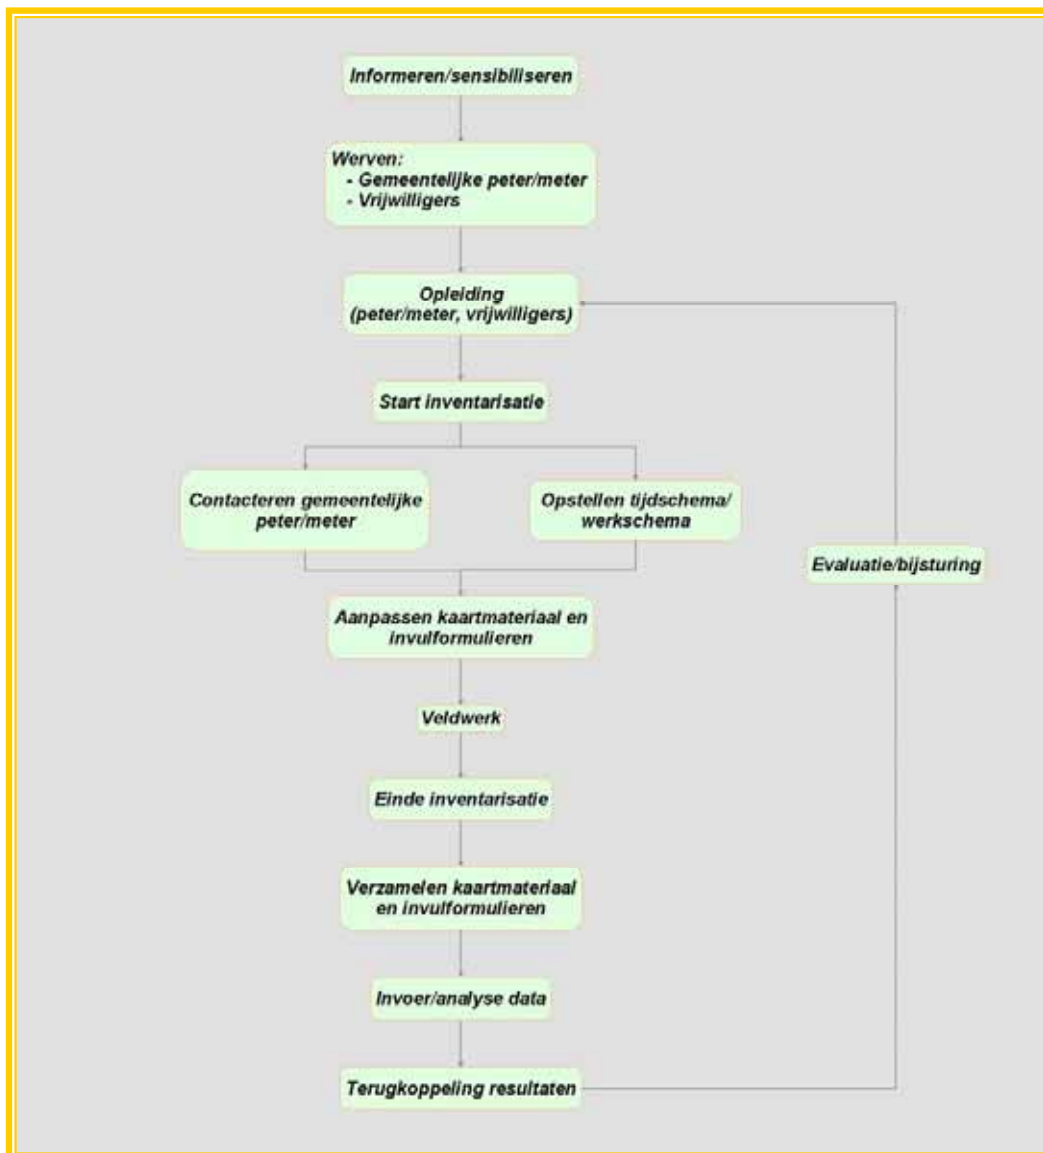 Informeren/sensibiliseren
Werven:
- Gemeentelijke peter/meter
- Vrijwilligers
Opleiding
(peter/meter, vrijwilligers)
Start inventarisatie
Contacteren gemeentelijke
peter/meter
Opstellen tijdschema/
werkschema
Evaluatie/bijsturing
Aanpassen kaartmateriaal en
invulformulieren
Veldwerk
Einde inventarisatie
Verzamelen kaartmateriaal
en invulformulieren
Invoer/analyse data
Terugkoppeling resultaten